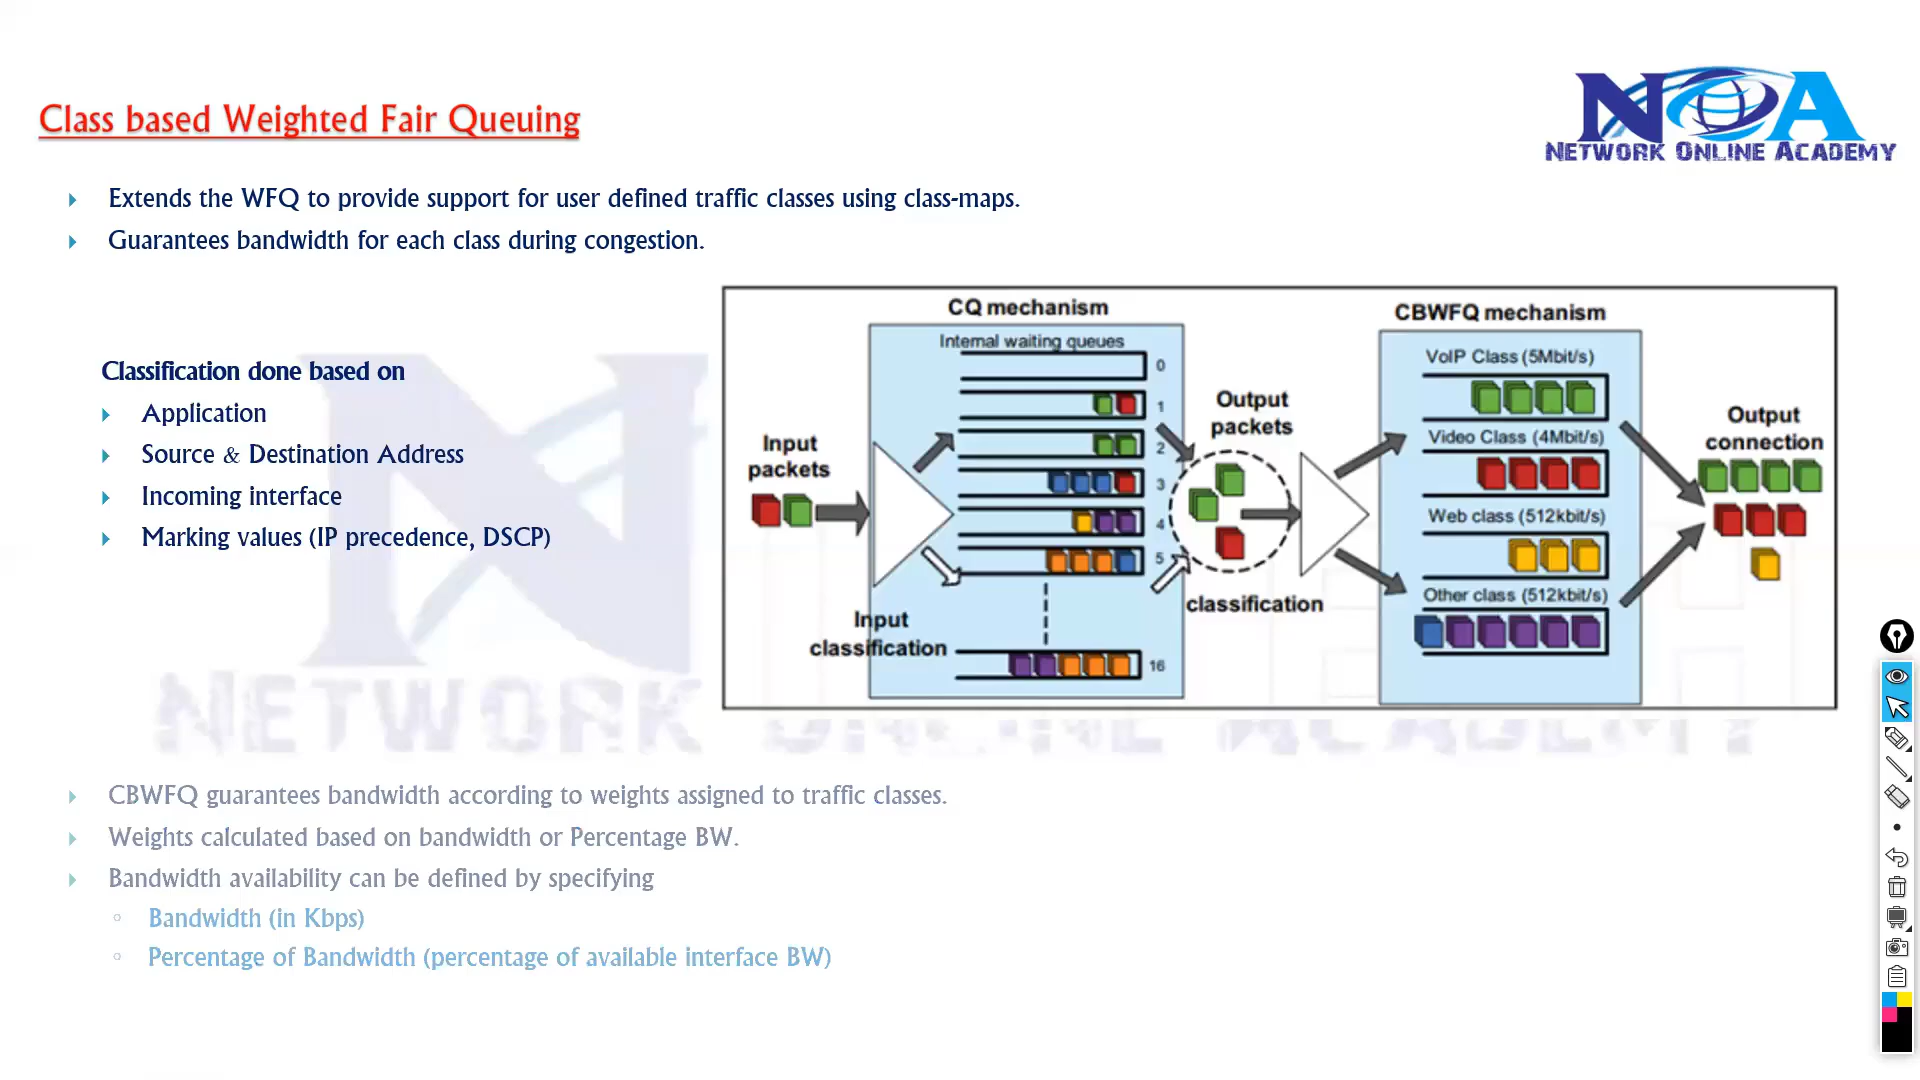 Class based Weighted Fair Queuing
NOA
NETWORK ONLINE ACADEMY
Extends the WFQ to provide support for user defined traffic classes using class-maps.
Guarantees bandwidth for each class during congestion.
Classification done based on
Application
Source & Destination Address
Incoming interface
Marking values (IP precedence, DSCP)
CQ mechanism
Internal waiting queues
0
1
2
3
4
5
16
Input
packets
Input
classification
Output
packets
classification
CBWFQ mechanism
VoIP Class (5Mbit/s)
Video Class (4Mbit/s)
Web class (512kbit/s)
Other class (512kbit/s)
Output
connection
NETWORK ONLINE ACADEMY
CBWFQ guarantees bandwidth according to weights assigned to traffic classes.
Weights calculated based on bandwidth or Percentage BW.
Bandwidth availability can be defined by specifying
Bandwidth (in Kbps)
Percentage of Bandwidth (percentage of available interface BW)